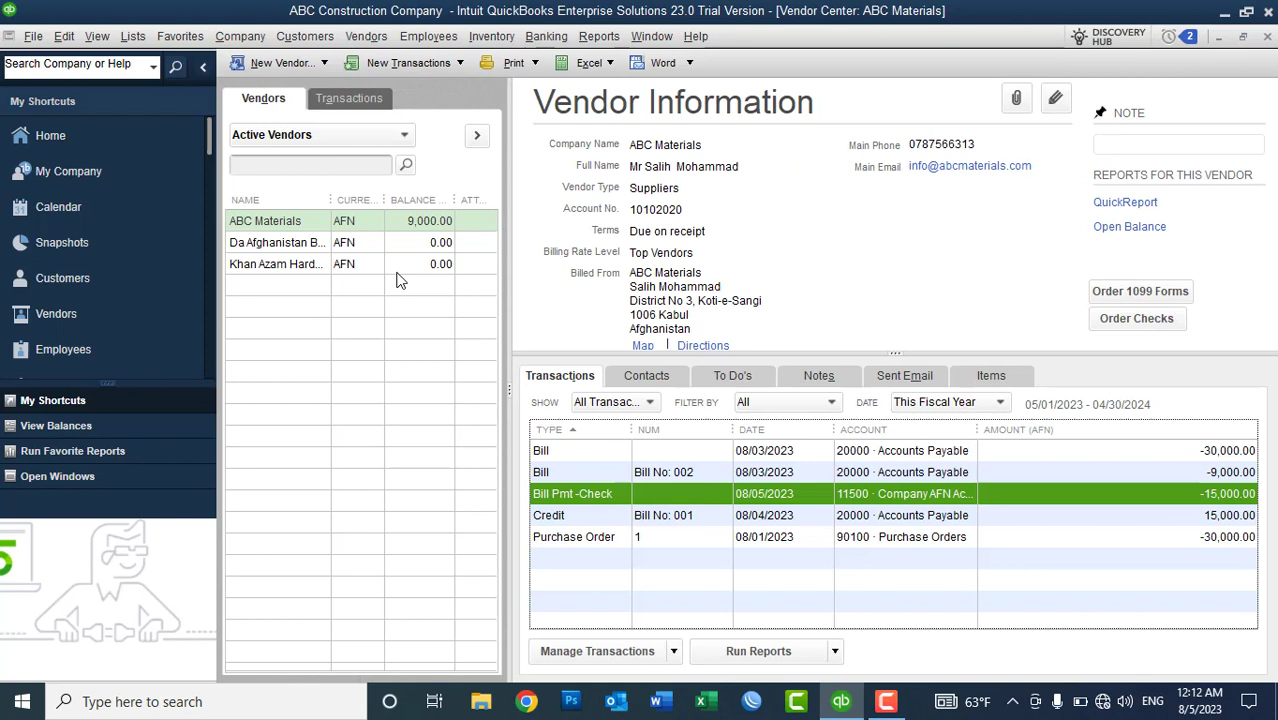 ABC Construction Company - Intuit QuickBooks Enterprise Solutions 23.0 Trial Version - [Vendor Center: ABC Materials]
File Edit View Lists Favorites Company Customers Vendors Employees Inventory Banking Reports Window Help
DISCOVERY HUB 2
Search Company or Help
New Vendor... New Transactions Print Excel Word
My Shortcuts
Home
My Company
Calendar
Snapshots
Customers
Vendors
Employees
My Shortcuts
View Balances
Run Favorite Reports
Open Windows
5
Vendors Transactions
Active Vendors
NAME CURRE... BALANCE ... ATT...
ABC Materials AFN 9,000.00
Da Afghanistan B... AFN 0.00
Khan Azam Hard... AFN 0.00
Vendor Information
Company Name ABC Materials
Full Name Mr Salih Mohammad
Vendor Type Suppliers
Account No. 10102020
Terms Due on receipt
Billing Rate Level Top Vendors
Billed From ABC Materials
Salih Mohammad
District No 3, Koti-e-Sangi
1006 Kabul
Afghanistan
Map | Directions
Main Phone 0787566313
Main Email info@abcmaterials.com
NOTE
REPORTS FOR THIS VENDOR
QuickReport
Open Balance
Order 1099 Forms
Order Checks
Transactions Contacts To Do's Notes Sent Email Items
SHOW All Transac... FILTER BY All DATE This Fiscal Year 05/01/2023 - 04/30/2024
TYPE NUM DATE ACCOUNT AMOUNT (AFN)
Bill 08/03/2023 20000 · Accounts Payable -30,000.00
Bill Bill No: 002 08/03/2023 20000 · Accounts Payable -9,000.00
Bill Pmt -Check 08/05/2023 11500 · Company AFN Ac... -15,000.00
Credit Bill No: 001 08/04/2023 20000 · Accounts Payable 15,000.00
Purchase Order 1 08/01/2023 90100 · Purchase Orders -30,000.00
Manage Transactions Run Reports
Type here to search
63°F ENG 12:12 AM
8/5/2023